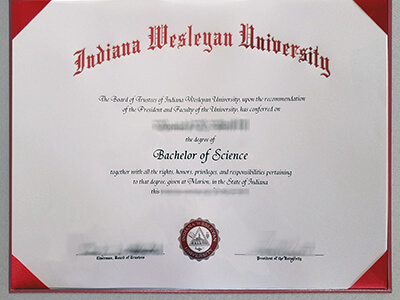 Indiana Wesleyan University
The Board of Trustees of Indiana Wesleyan University, upon the recommendation
of the President and Faculty of the University, has conferred on
the degree of
Bachelor of Science
together with all the rights, honors, privileges, and responsibilities pertaining
to that degree, given at Marion, in the State of Indiana
this
Chairman, Board of Trustees
President of the University